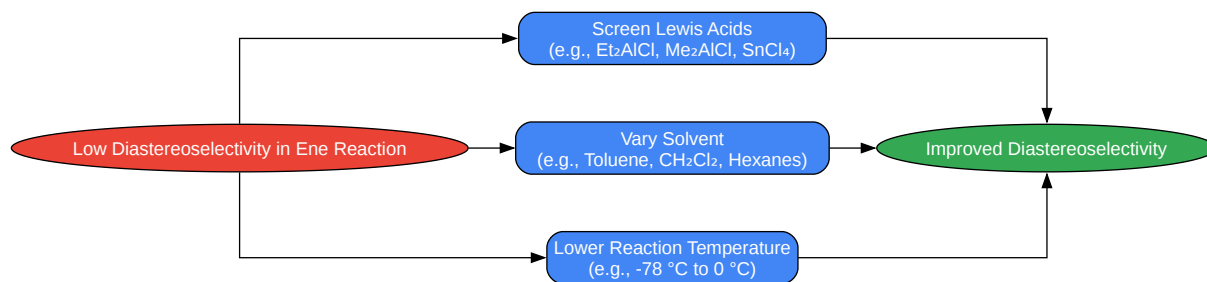 Screen Lewis Acids
(e.g., Et₂AlCl, Me₂AlCl, SnCl₄)
Low Diastereoselectivity in Ene Reaction
Vary Solvent
(e.g., Toluene, CH₂Cl₂, Hexanes)
Improved Diastereoselectivity
Lower Reaction Temperature
(e.g., -78 °C to 0 °C)